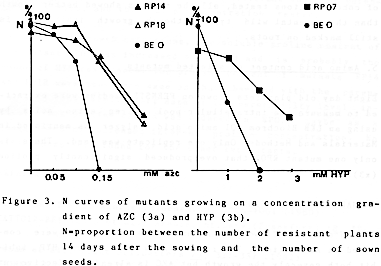 %
N 100
▲ RP14
△ RP18
● BE O
0.05 0.15 mM azc
%
N 100
■ RP07
● BE O
1 2 3 mM HYP
Figure 3. N curves of mutants growing on a concentration gra-
dient of AZC (3a) and HYP (3b).
N-proportion between the number of resistant plants
14 days after the sowing and the number of sown
seeds.